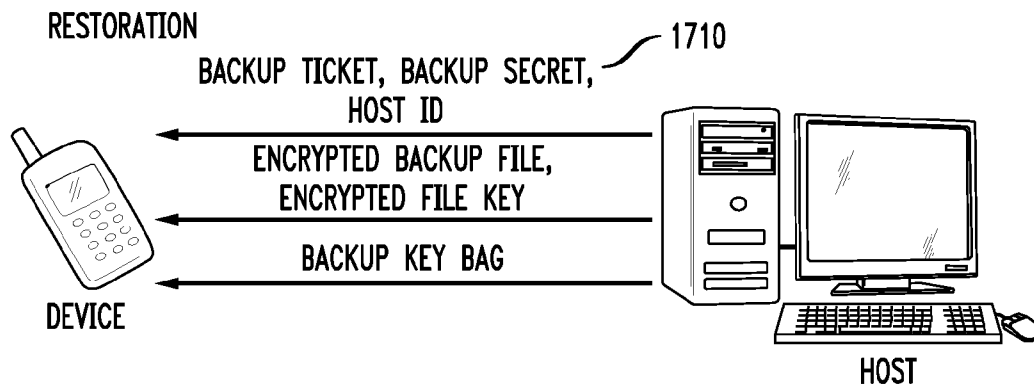 RESTORATION
1710
BACKUP TICKET, BACKUP SECRET,
HOST ID
ENCRYPTED BACKUP FILE,
ENCRYPTED FILE KEY
BACKUP KEY BAG
DEVICE
HOST